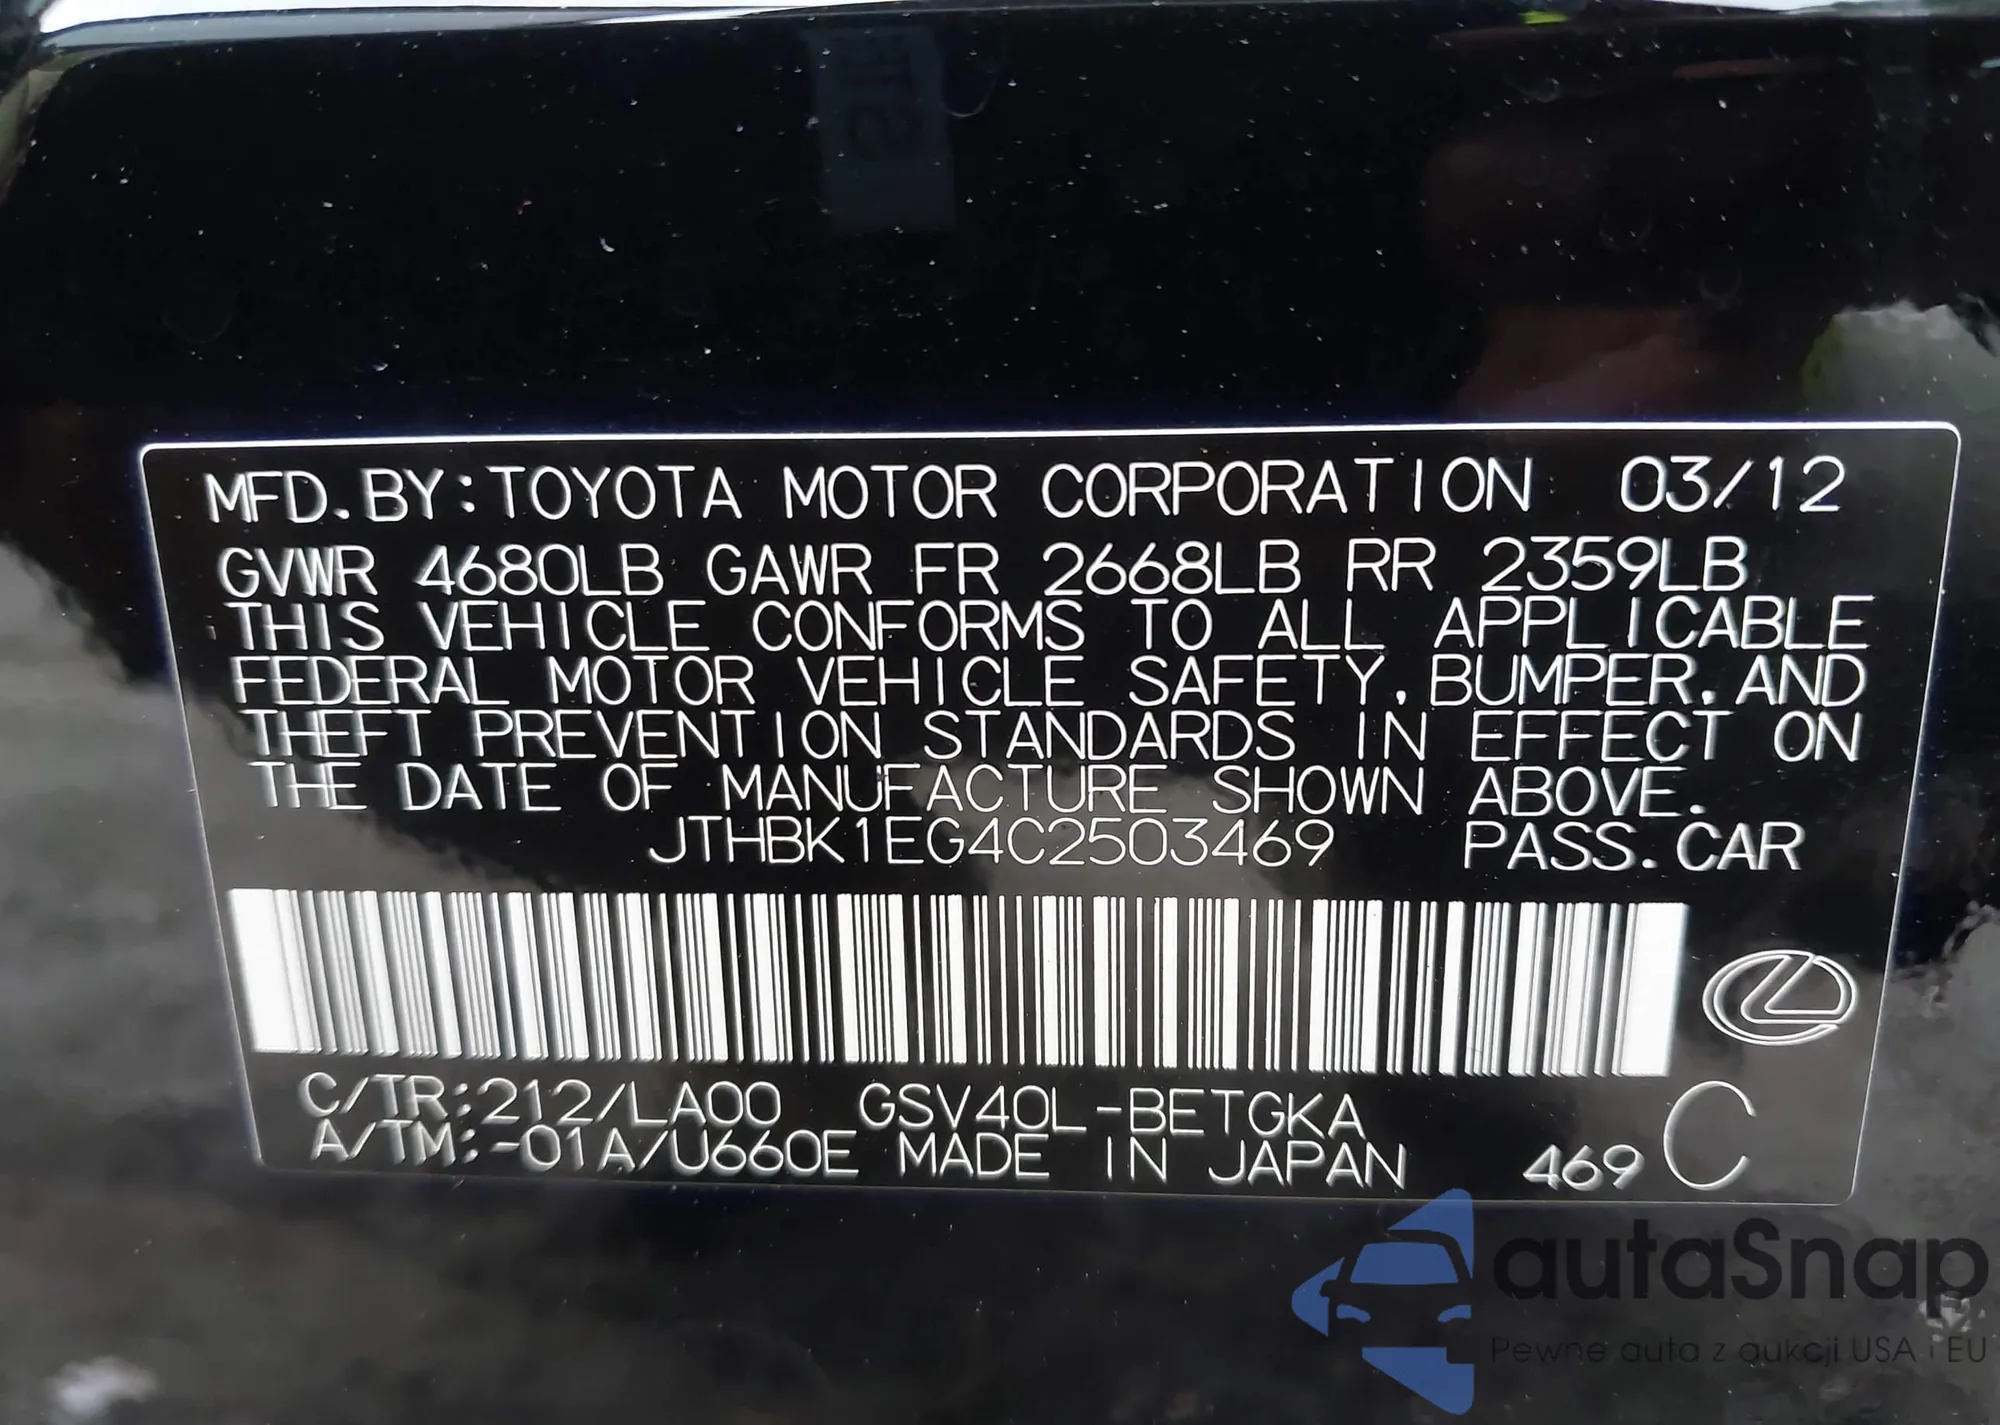 MFD.BY:TOYOTA MOTOR CORPORATION 03/12
GVWR 4680LB GAWR FR 2668LB RR 2359LB
THIS VEHICLE CONFORMS TO ALL APPLICABLE
FEDERAL MOTOR VEHICLE SAFETY,BUMPER,AND
THEFT PREVENTION STANDARDS IN EFFECT ON
THE DATE OF MANUFACTURE SHOWN ABOVE.
JTHBK1EG4C2503469 PASS.CAR
C/TR:212/LA00 GSV40L-BETGKA
A/TM:-01A/U660E MADE IN JAPAN 469 C
autaSnap
Pewne auta z aukcji USA i EU